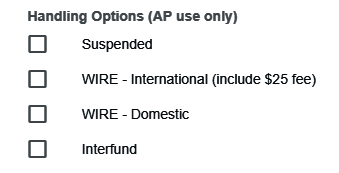 Handling Options (AP use only)
Suspended
WIRE - International (include $25 fee)
WIRE - Domestic
Interfund